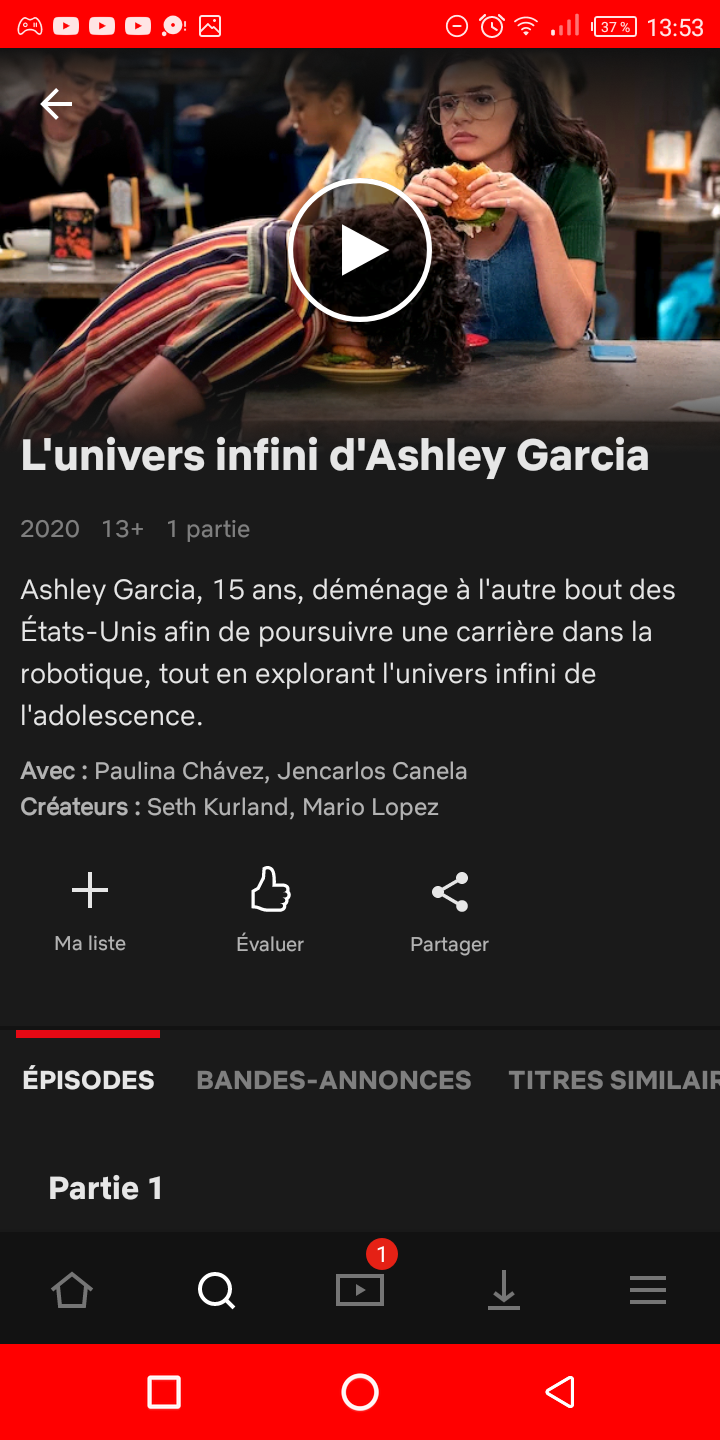 37 % 13:53
L'univers infini d'Ashley Garcia
2020 13+ 1 partie
Ashley Garcia, 15 ans, déménage à l'autre bout des
États-Unis afin de poursuivre une carrière dans la
robotique, tout en explorant l'univers infini de
l'adolescence.
Avec : Paulina Chávez, Jencarlos Canela
Créateurs : Seth Kurland, Mario Lopez
Ma liste Évaluer Partager
ÉPISODES BANDES-ANNONCES TITRES SIMILAIR
Partie 1
1